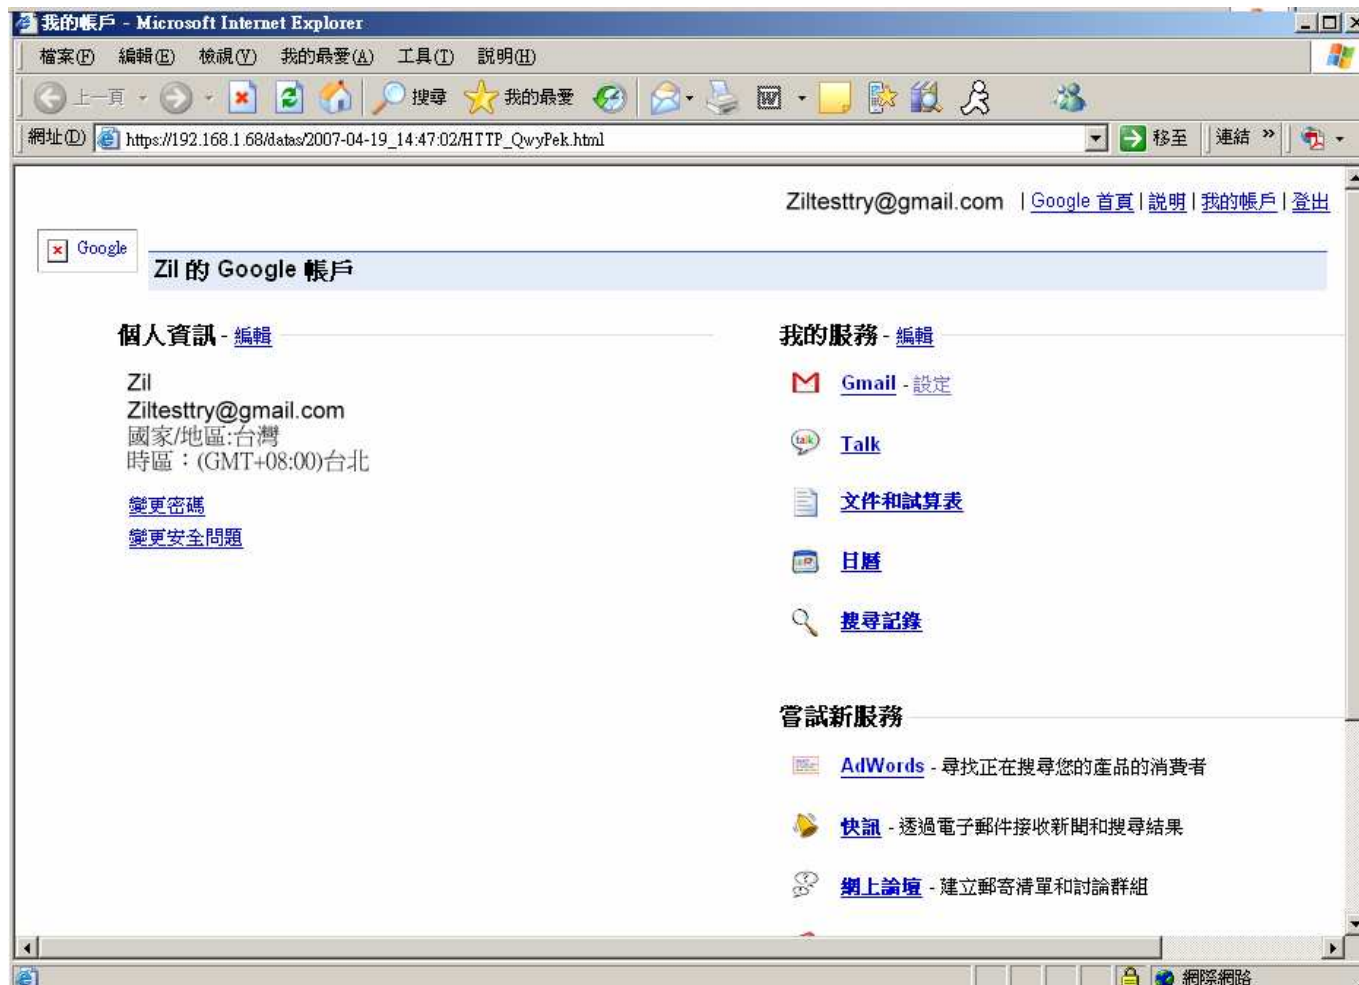 我的帳戶 - Microsoft Internet Explorer
檔案(F) 編輯(E) 檢視(V) 我的最愛(A) 工具(T) 說明(H)
上一頁 搜尋 我的最愛
網址(D) https://192.168.1.68/datas/2007-04-19_14:47:02/HTTP_QwyPek.html 移至 連結 »
Ziltesttry@gmail.com | Google 首頁 | 說明 | 我的帳戶 | 登出
Google
Zil 的 Google 帳戶
個人資訊 - 編輯
Zil
Ziltesttry@gmail.com
國家/地區:台灣
時區：(GMT+08:00)台北
變更密碼
變更安全問題
我的服務 - 編輯
Gmail - 設定
talk Talk
文件和試算表
日曆
搜尋記錄
嘗試新服務
AdWords - 尋找正在搜尋您的產品的消費者
快訊 - 透過電子郵件接收新聞和搜尋結果
網上論壇 - 建立郵寄清單和討論群組
網際網路